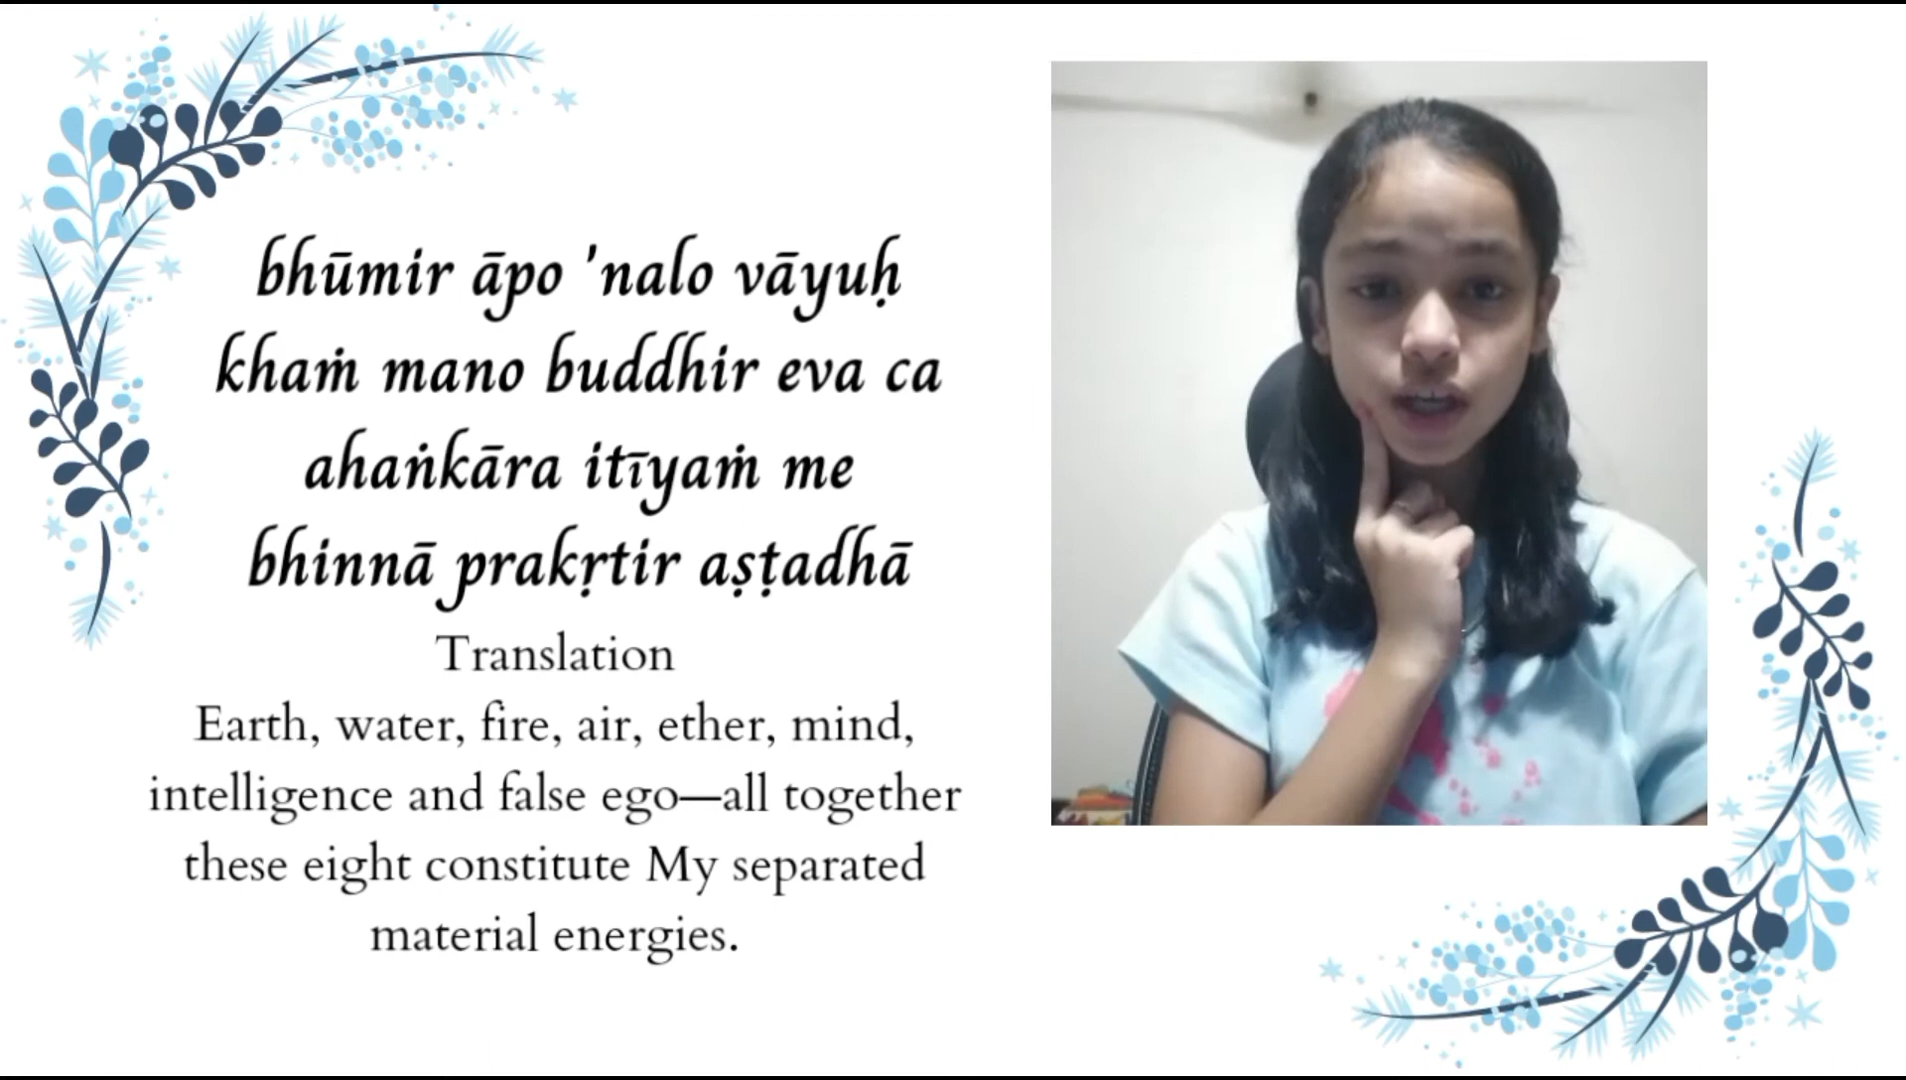 bhūmir āpo 'nalo vāyuḥ
khaṁ mano buddhir eva ca
ahaṅkāra itīyaṁ me
bhinnā prakṛtir aṣṭadhā
Translation
Earth, water, fire, air, ether, mind,
intelligence and false ego—all together
these eight constitute My separated
material energies.